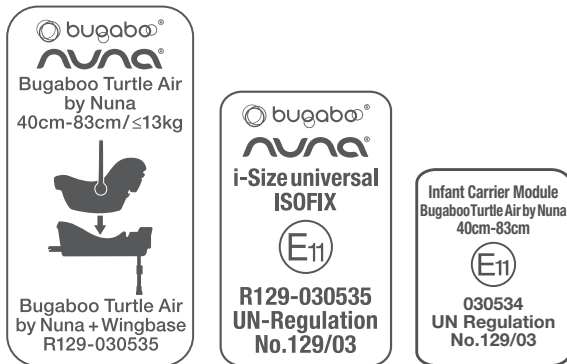 bugaboo®
nuna®
Bugaboo Turtle Air
by Nuna
40cm-83cm/≤13kg
Bugaboo Turtle Air
by Nuna + Wingbase
R129-030535
bugaboo®
nuna®
i-Size universal
ISOFIX
E11
R129-030535
UN-Regulation
No.129/03
Infant Carrier Module
Bugaboo Turtle Air by Nuna
40cm-83cm
E11
030534
UN Regulation
No.129/03